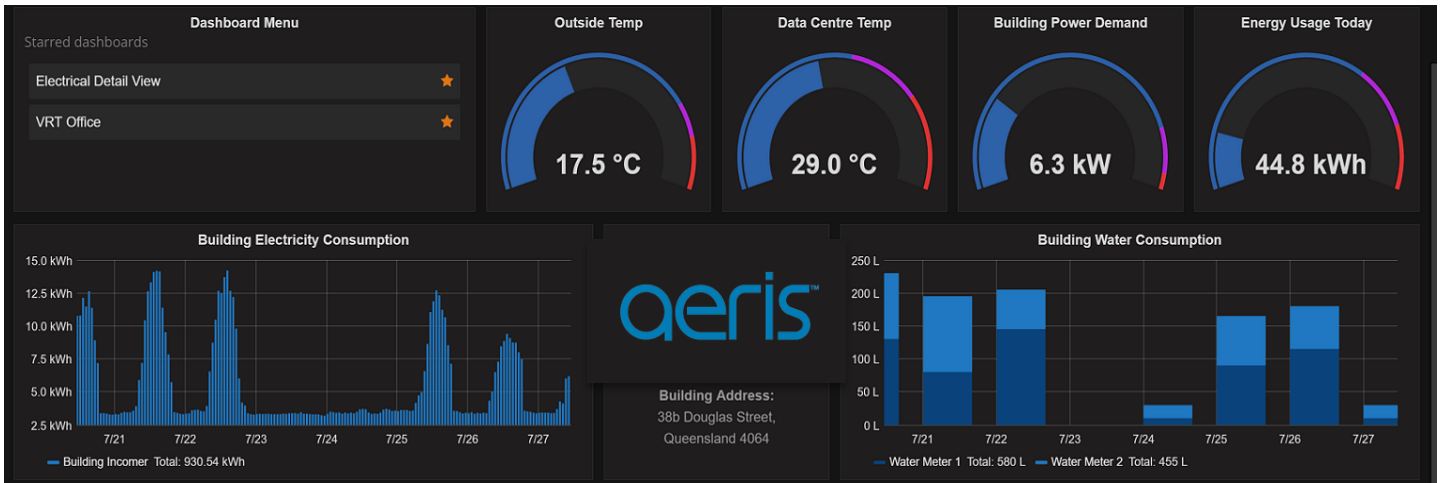 Dashboard Menu
Starred dashboards
Electrical Detail View
VRT Office
Outside Temp
17.5 °C
Data Centre Temp
29.0 °C
Building Power Demand
6.3 kW
Energy Usage Today
44.8 kWh
Building Electricity Consumption
15.0 kWh
12.5 kWh
10.0 kWh
7.5 kWh
5.0 kWh
2.5 kWh
7/21 7/22 7/23 7/24 7/25 7/26 7/27
Building Incomer Total: 930.54 kWh
aeris™
Building Address:
38b Douglas Street,
Queensland 4064
Building Water Consumption
250 L
200 L
150 L
100 L
50 L
0 L
7/21 7/22 7/23 7/24 7/25 7/26 7/27
Water Meter 1 Total: 580 L Water Meter 2 Total: 455 L